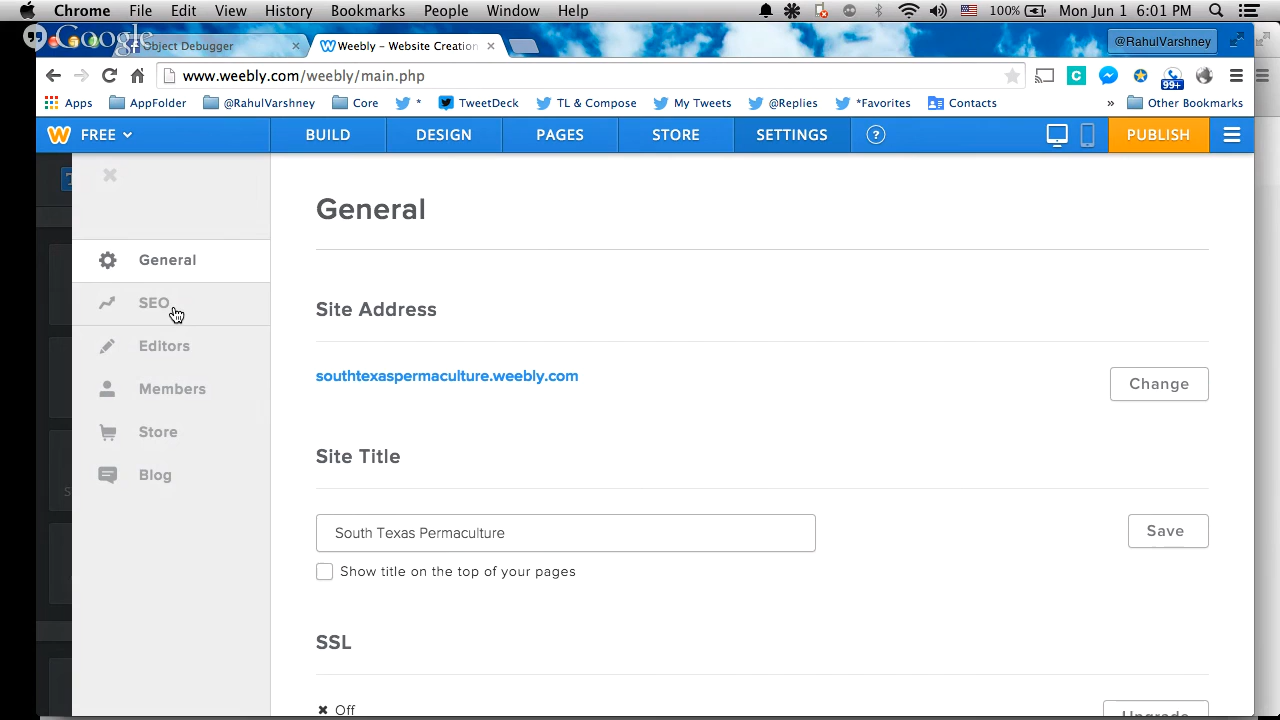 Chrome File Edit View History Bookmarks People Window Help 100% Mon Jun 1 6:01 PM
Google
Object Debugger × Weebly - Website Creation × @RahulVarshney
www.weebly.com/weebly/main.php
Apps AppFolder @RahulVarshney Core * TweetDeck TL & Compose My Tweets @Replies *Favorites Contacts » Other Bookmarks
99+
FREE BUILD DESIGN PAGES STORE SETTINGS ? PUBLISH
General
SEO
Editors
Members
Store
Blog
General
Site Address
southtexaspermaculture.weebly.com
Change
Site Title
South Texas Permaculture
Save
Show title on the top of your pages
SSL
Off
Upgrade